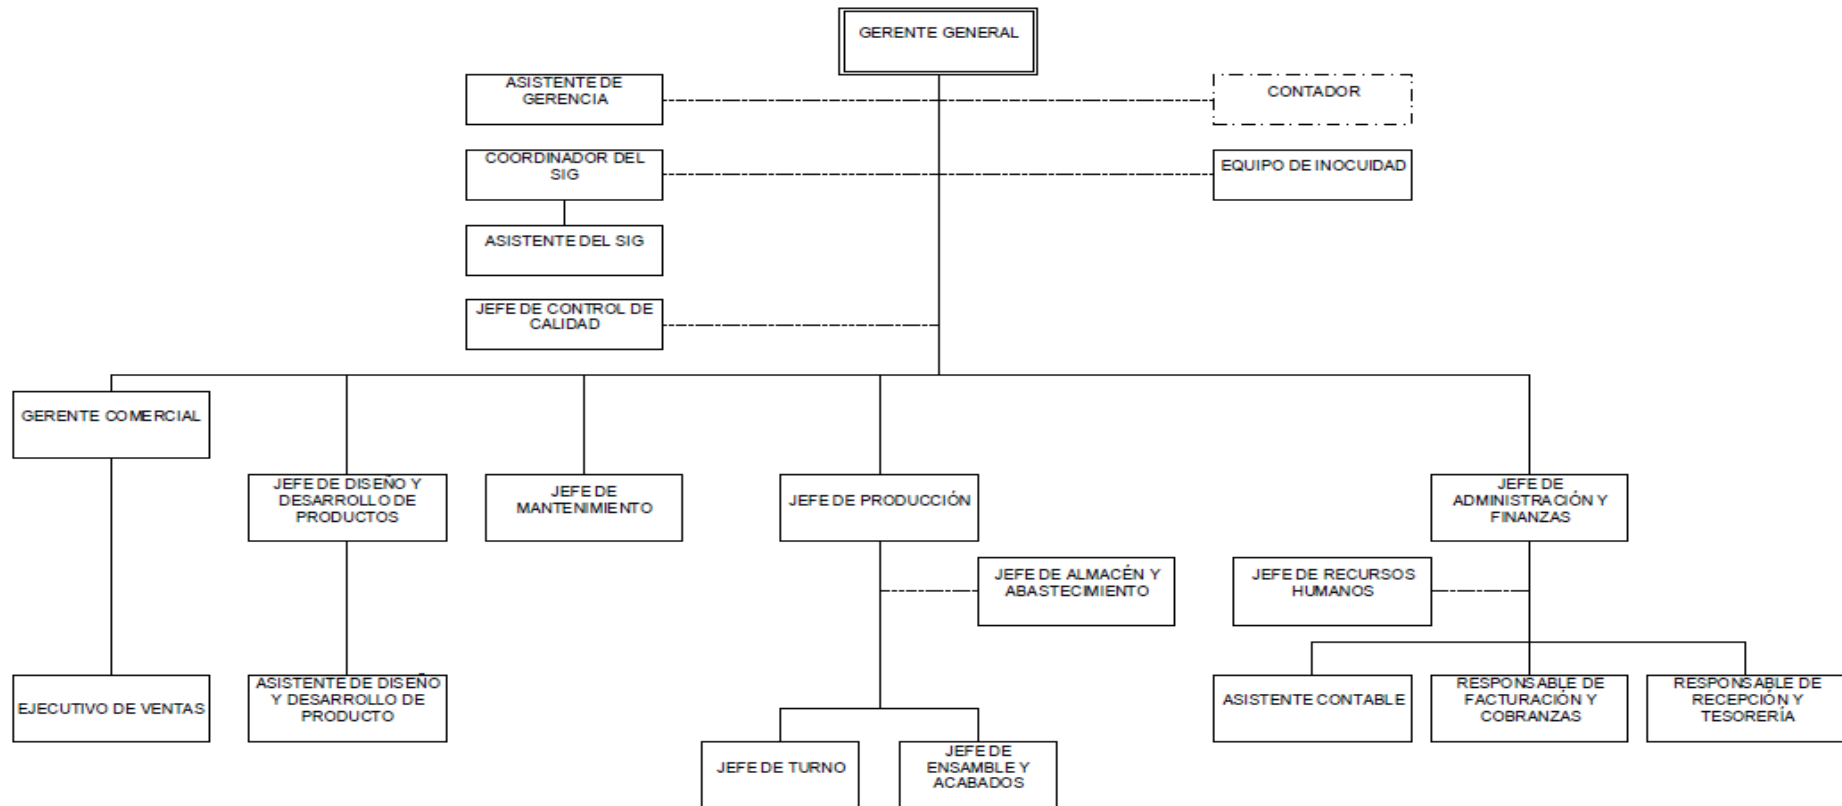 GERENTE GENERAL
ASISTENTE DE
GERENCIA
CONTADOR
COORDINADOR DEL
SIG
EQUIPO DE INOCUIDAD
ASISTENTE DEL SIG
JEFE DE CONTROL DE
CALIDAD
GERENTE COMERCIAL
JEFE DE DISEÑO Y
DESARROLLO DE
PRODUCTOS
JEFE DE
MANTENIMIENTO
JEFE DE PRODUCCIÓN
JEFE DE
ADMINISTRACIÓN Y
FINANZAS
JEFE DE ALMACÉN Y
ABASTECIMIENTO
JEFE DE RECURSOS
HUMANOS
EJECUTIVO DE VENTAS
ASISTENTE DE DISEÑO
Y DESARROLLO DE
PRODUCTO
ASISTENTE CONTABLE
RESPONSABLE DE
FACTURACIÓN Y
COBRANZAS
RESPONSABLE DE
RECEPCIÓN Y
TESORERÍA
JEFE DE TURNO
JEFE DE
ENSAMBLE Y
ACABADOS